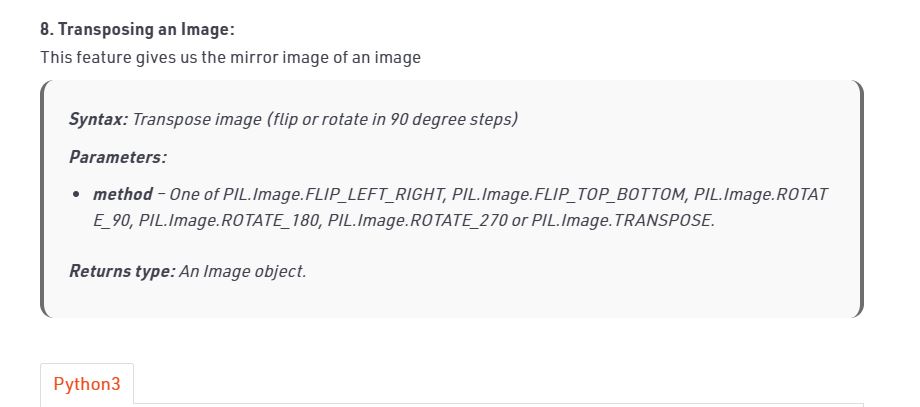 8. Transposing an Image:
This feature gives us the mirror image of an image
Syntax: Transpose image (flip or rotate in 90 degree steps)
Parameters:
• method – One of PIL.Image.FLIP_LEFT_RIGHT, PIL.Image.FLIP_TOP_BOTTOM, PIL.Image.ROTAT
E_90, PIL.Image.ROTATE_180, PIL.Image.ROTATE_270 or PIL.Image.TRANSPOSE.
Returns type: An Image object.
Python3